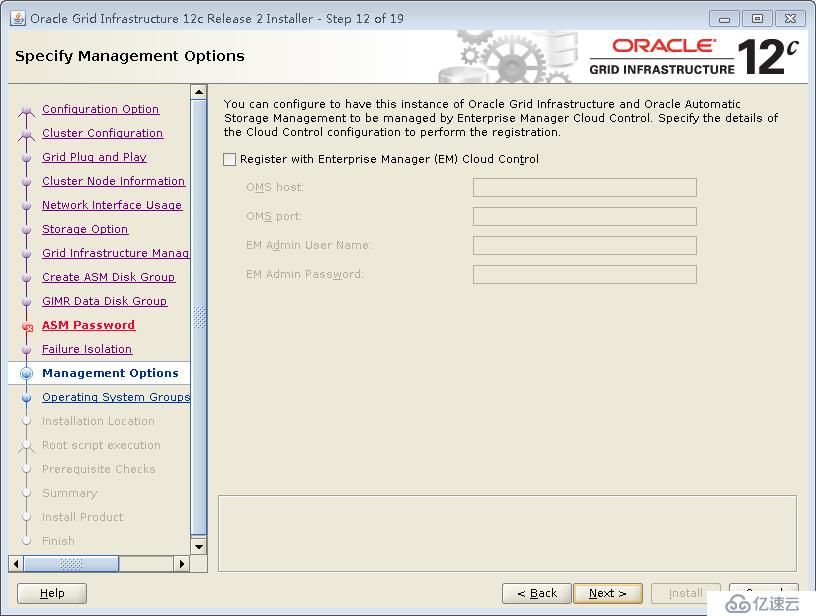 Oracle Grid Infrastructure 12c Release 2 Installer - Step 12 of 19
Specify Management Options
ORACLE
GRID INFRASTRUCTURE
12c
Configuration Option
Cluster Configuration
Grid Plug and Play
Cluster Node Information
Network Interface Usage
Storage Option
Grid Infrastructure Manag
Create ASM Disk Group
GIMR Data Disk Group
ASM Password
Failure Isolation
Management Options
Operating System Groups
Installation Location
Root script execution
Prerequisite Checks
Summary
Install Product
Finish
You can configure to have this instance of Oracle Grid Infrastructure and Oracle Automatic
Storage Management to be managed by Enterprise Manager Cloud Control. Specify the details of
the Cloud Control configuration to perform the registration.
Register with Enterprise Manager (EM) Cloud Control
OMS host:
OMS port:
EM Admin User Name:
EM Admin Password:
Help
< Back
Next >
Install
亿速云